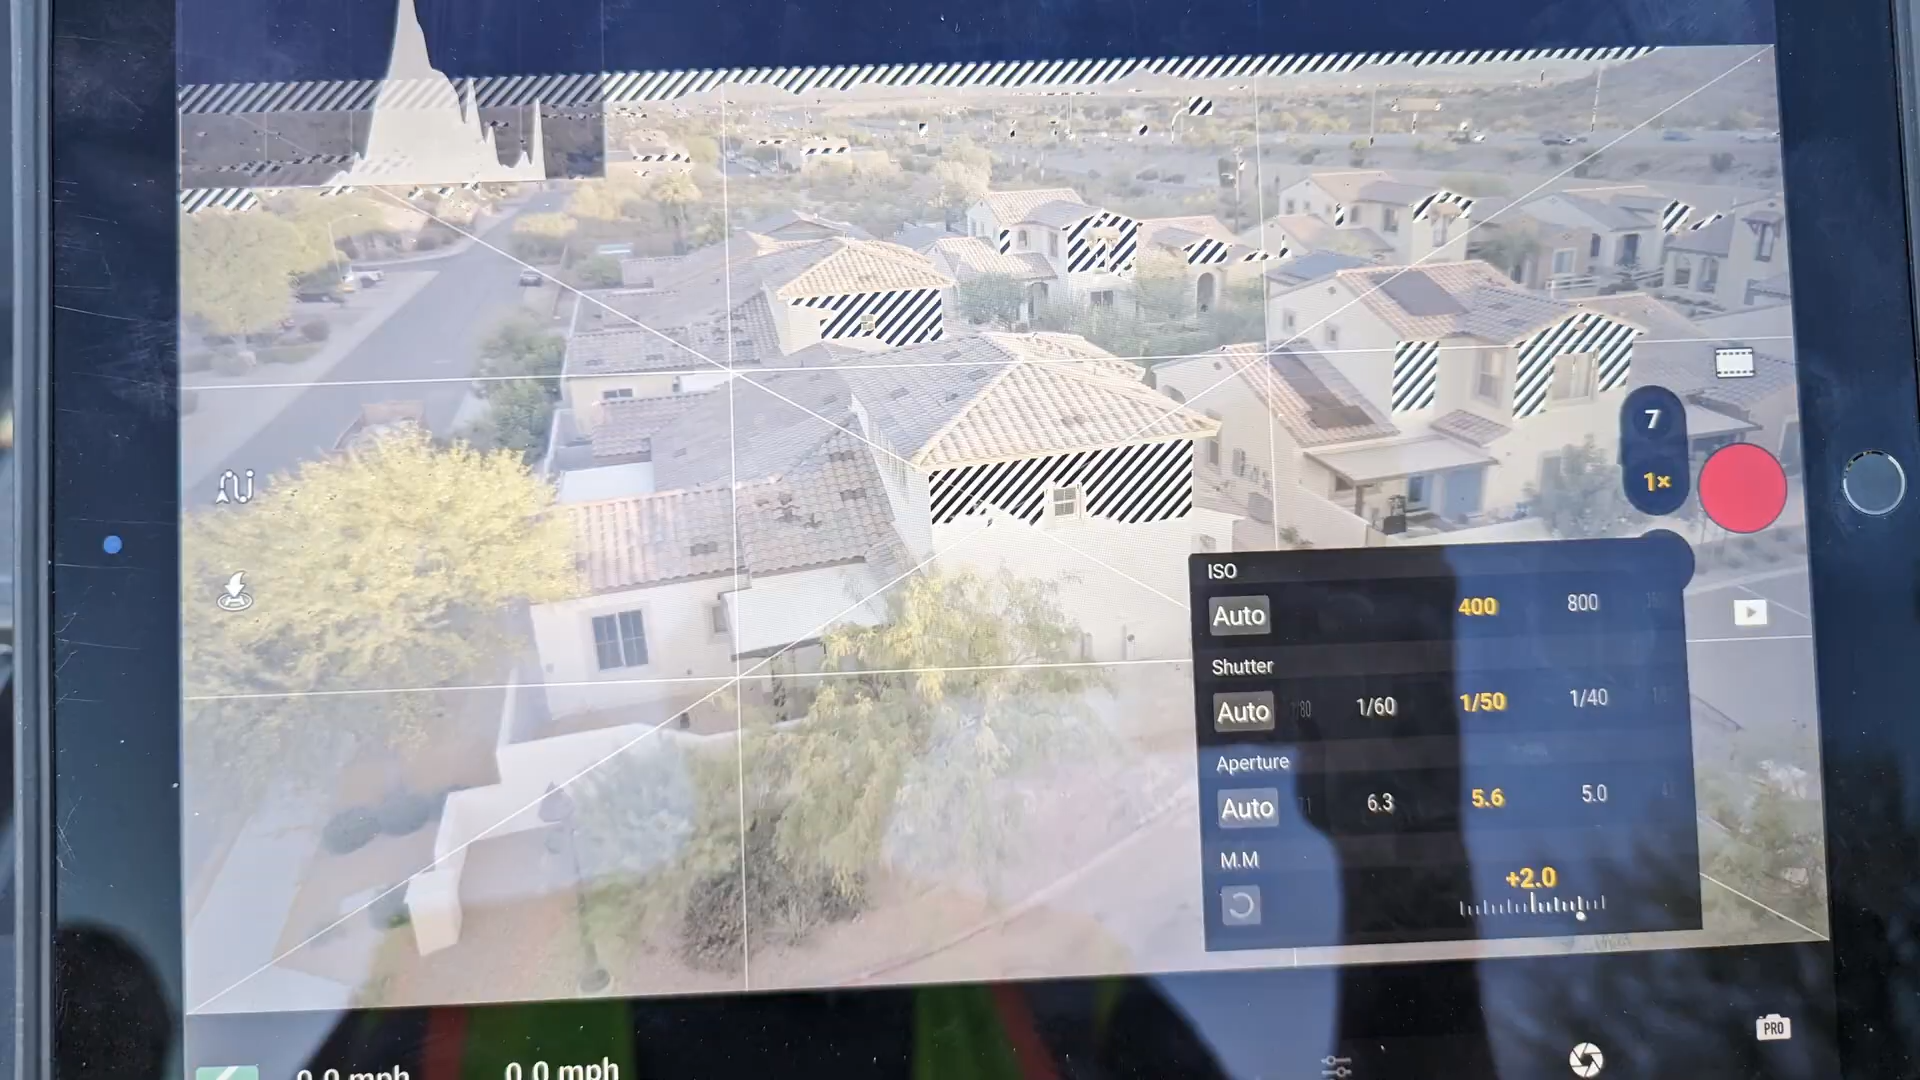 7
1×
ISO
Auto 400 800
Shutter
Auto 1/60 1/50 1/40
Aperture
Auto 6.3 5.6 5.0
M.M
+2.0
PRO
0.0 mph 0.0 mph